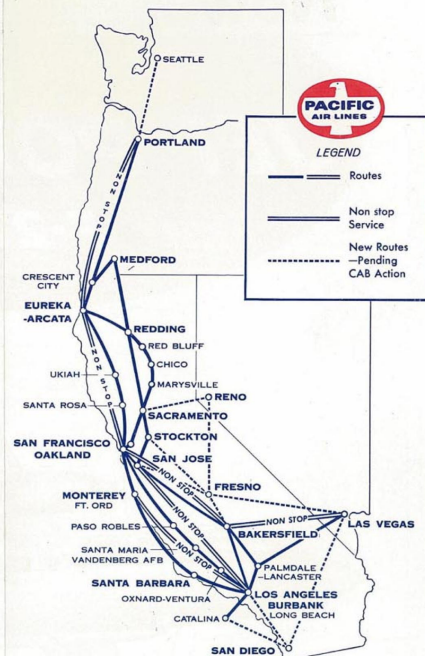 SEATTLE
PACIFIC
AIR LINES
LEGEND
Routes
Non stop
Service
New Routes
—Pending
CAB Action
PORTLAND
NON STOP
MEDFORD
CRESCENT
CITY
EUREKA
-ARCATA
REDDING
RED BLUFF
NON STOP
CHICO
UKIAH
MARYSVILLE
RENO
SANTA ROSA
SACRAMENTO
STOCKTON
SAN FRANCISCO
OAKLAND
SAN JOSE
NON STOP
FRESNO
MONTEREY
FT. ORD
NON STOP
NON STOP
LAS VEGAS
PASO ROBLES
BAKERSFIELD
NON STOP
SANTA MARIA
VANDENBERG AFB
PALMDALE
-LANCASTER
SANTA BARBARA
OXNARD-VENTURA
LOS ANGELES
BURBANK
LONG BEACH
CATALINA
SAN DIEGO